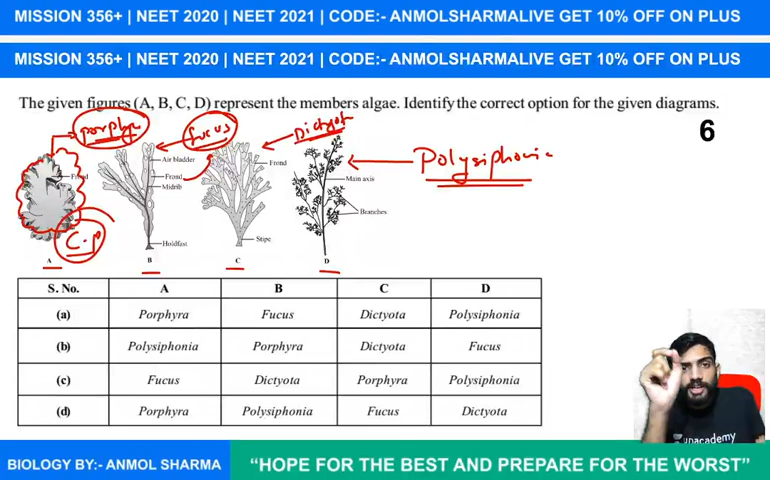 MISSION 356+ | NEET 2020 | NEET 2021 | CODE:- ANMOLSHARMALIVE GET 10% OFF ON PLUS
MISSION 356+ | NEET 2020 | NEET 2021 | CODE:- ANMOLSHARMALIVE GET 10% OFF ON PLUS
The given figures (A, B, C, D) represent the members algae. Identify the correct option for the given diagrams.
6
fucus
Polysiphonia
Air bladder
Frond
Frond
Frond
Midrib
Main axis
Branches
Holdfast
Stipe
C.P
A B C D
S. No. A B C D
(a) Porphyra Fucus Dictyota Polysiphonia
(b) Polysiphonia Porphyra Dictyota Fucus
(c) Fucus Dictyota Porphyra Polysiphonia
(d) Porphyra Polysiphonia Fucus Dictyota
unacademy
BIOLOGY BY:- ANMOL SHARMA
“HOPE FOR THE BEST AND PREPARE FOR THE WORST”